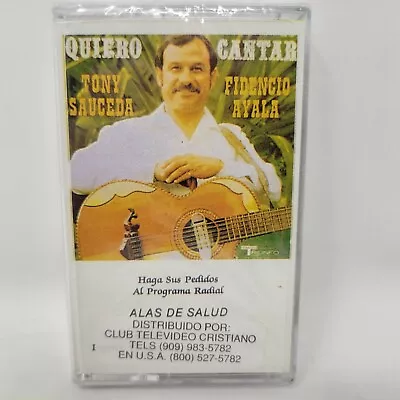 QUIERO CANTAR
TONY SAUCEDA
FIDENCIO AYALA
TRIUNFO
Haga Sus Pedidos
Al Programa Radial
ALAS DE SALUD
DISTRIBUIDO POR:
CLUB TELEVIDEO CRISTIANO
TELS (909) 983-5782
EN U.S.A. (800) 527-5782